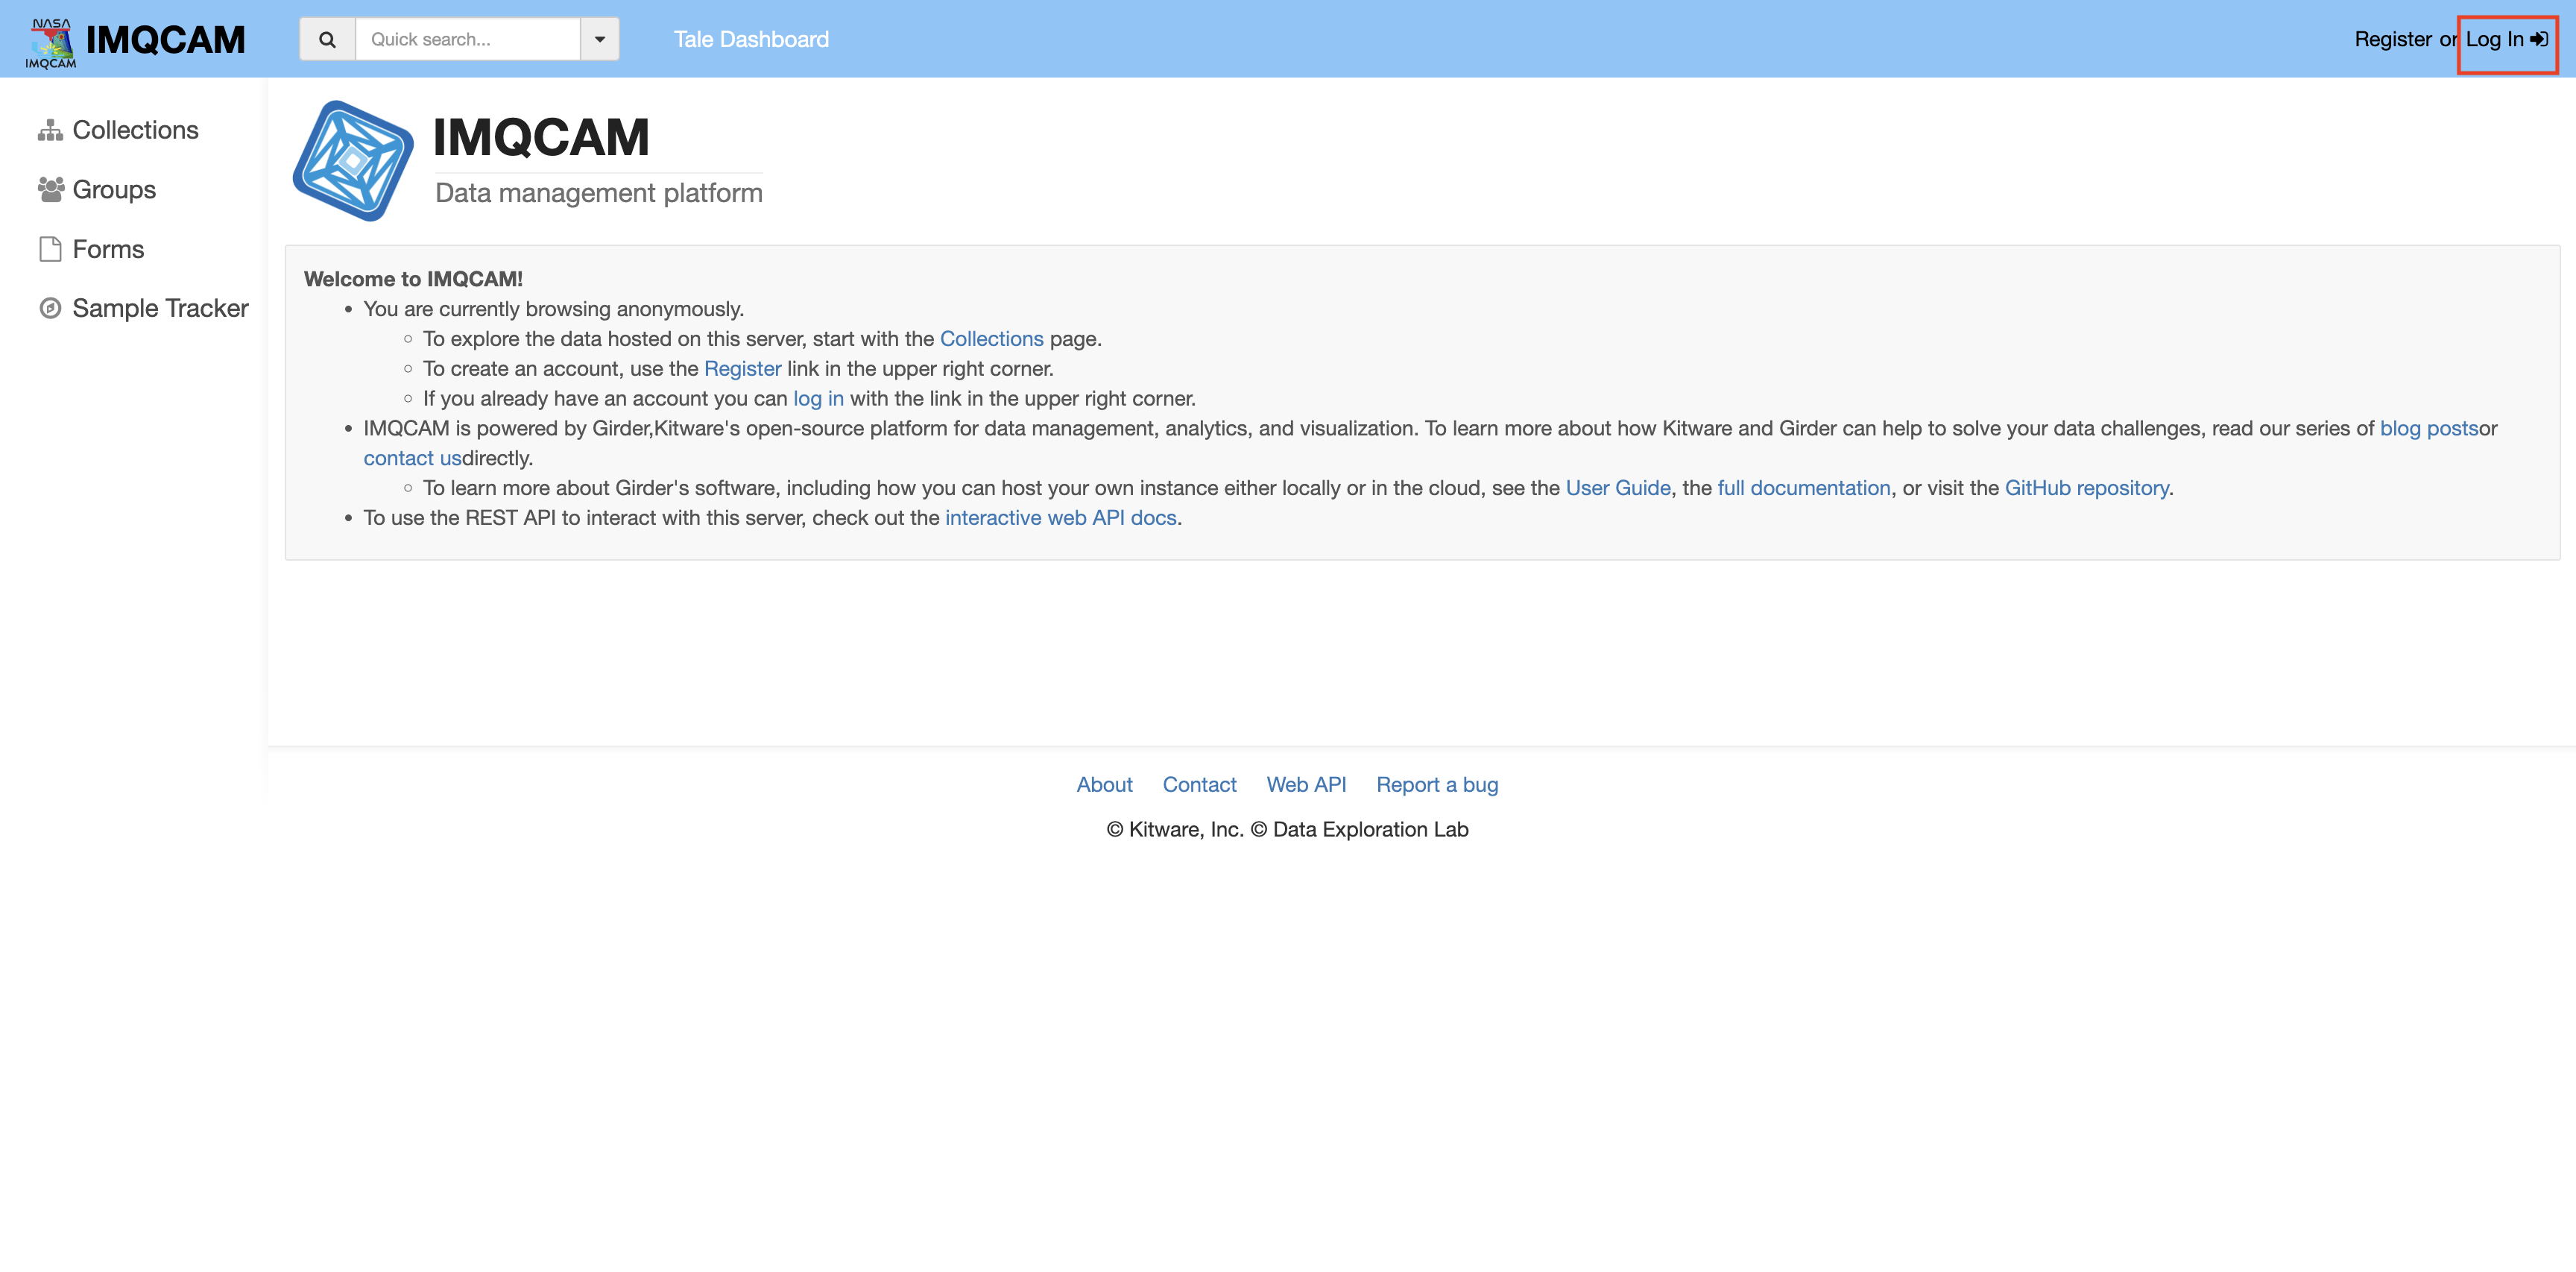 NASA
IMQCAM
IMQCAM
Quick search...
Tale Dashboard
Register or Log In
Collections
Groups
Forms
Sample Tracker
IMQCAM
Data management platform
Welcome to IMQCAM!
You are currently browsing anonymously.
To explore the data hosted on this server, start with the Collections page.
To create an account, use the Register link in the upper right corner.
If you already have an account you can log in with the link in the upper right corner.
IMQCAM is powered by Girder,Kitware's open-source platform for data management, analytics, and visualization. To learn more about how Kitware and Girder can help to solve your data challenges, read our series of blog postsor
contact usdirectly.
To learn more about Girder's software, including how you can host your own instance either locally or in the cloud, see the User Guide, the full documentation, or visit the GitHub repository.
To use the REST API to interact with this server, check out the interactive web API docs.
About Contact Web API Report a bug
© Kitware, Inc. © Data Exploration Lab